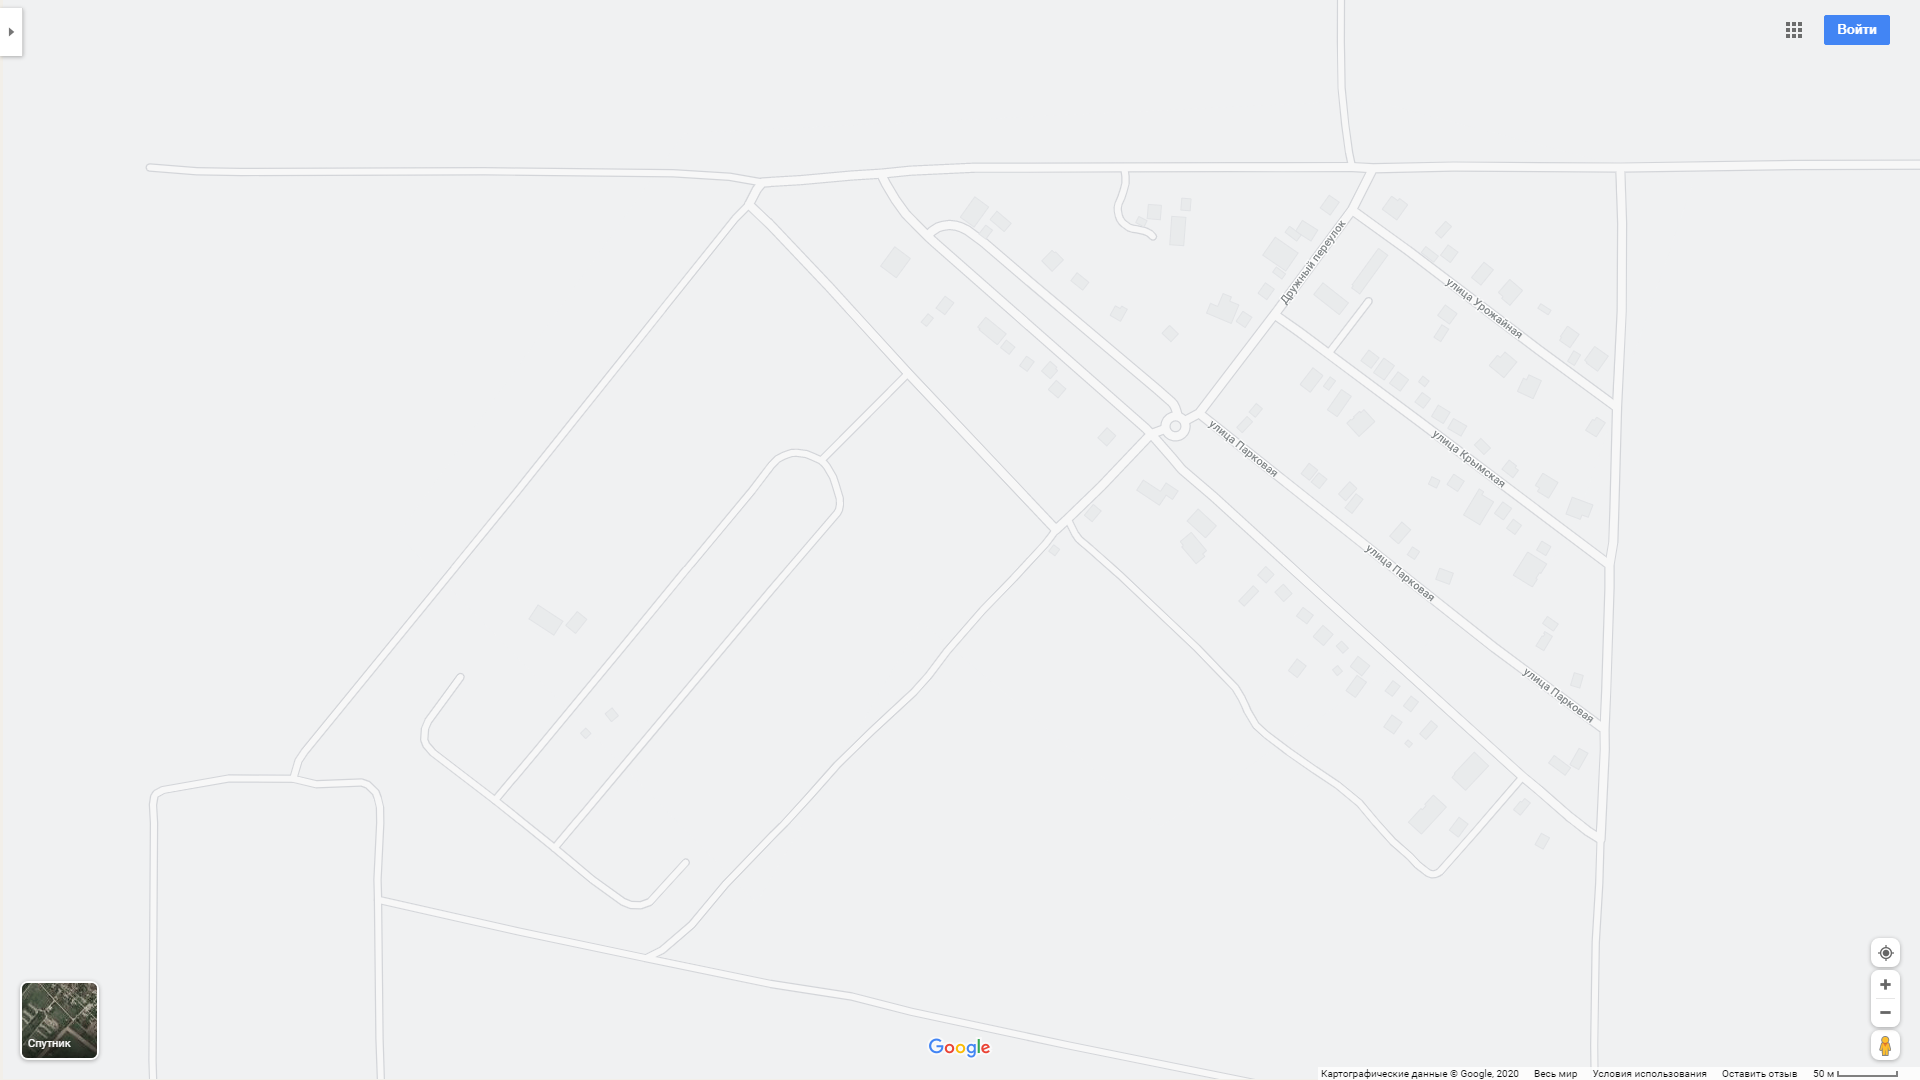 Войти
Дружный переулок
улица Урожайная
улица Крымская
улица Парковая
улица Парковая
улица Парковая
Спутник
Google
Картографические данные © Google, 2020 Весь мир Условия использования Оставить отзыв 50 м